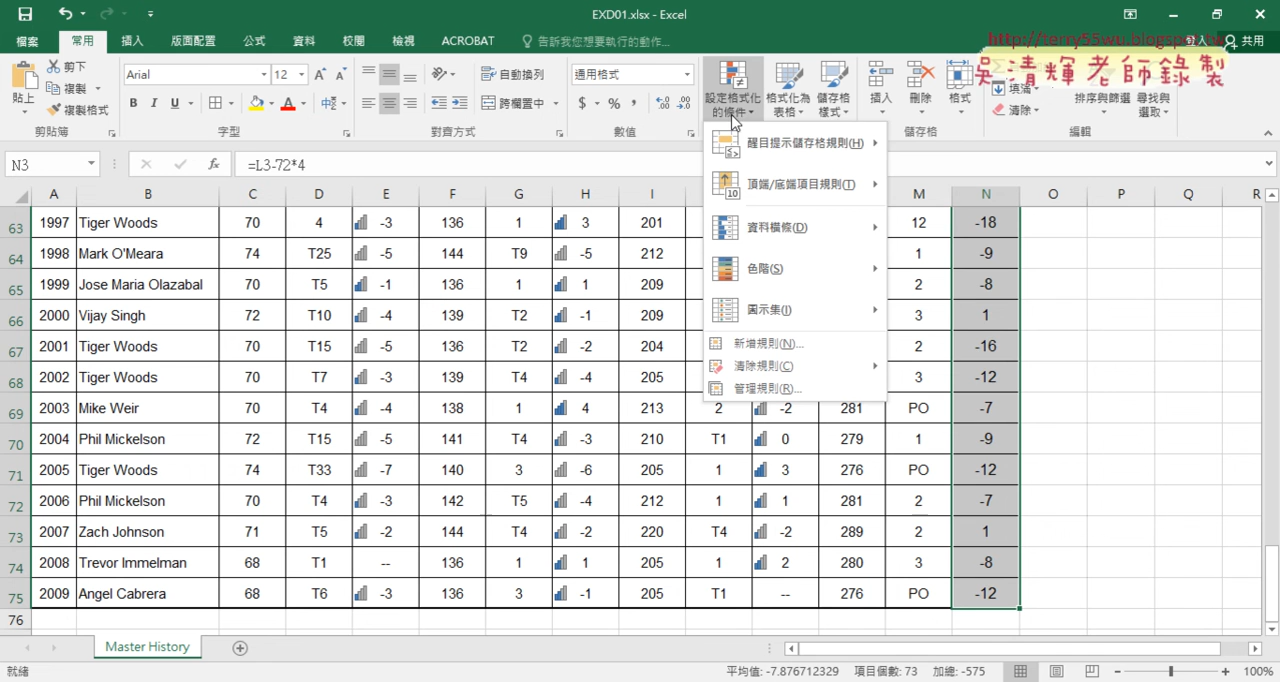 EXD01.xlsx - Excel
檔案 常用 插入 版面配置 公式 資料 校閱 檢視 ACROBAT 告訴我您想要執行的動作... 登入 共用
http://terry55wu.blogspot.tw
吳清輝老師錄製
貼上 剪下 複製 複製格式 剪貼簿
Arial 12 B I U 字型
自動換列 跨欄置中 對齊方式
通用格式 $ % , 數值
設定格式化的條件 格式化為表格 儲存格樣式
插入 刪除 格式 儲存格
填滿 清除 排序與篩選 尋找與選取 編輯
N3 fx =L3-72*4
A B C D E F G H I M N O P Q R
醒目提示儲存格規則(H)
頂端/底端項目規則(T)
資料橫條(D)
色階(S)
圖示集(I)
新增規則(N)...
清除規則(C)
管理規則(R)...
63 1997 Tiger Woods 70 4 -3 136 1 3 201 12 -18
64 1998 Mark O'Meara 74 T25 -5 144 T9 -5 212 1 -9
65 1999 Jose Maria Olazabal 70 T5 -1 136 1 1 209 2 -8
66 2000 Vijay Singh 72 T10 -4 139 T2 -1 209 3 1
67 2001 Tiger Woods 70 T15 -5 136 T2 -2 204 2 -16
68 2002 Tiger Woods 70 T7 -3 139 T4 -4 205 3 -12
69 2003 Mike Weir 70 T4 -4 138 1 4 213 2 -2 281 PO -7
70 2004 Phil Mickelson 72 T15 -5 141 T4 -3 210 T1 0 279 1 -9
71 2005 Tiger Woods 74 T33 -7 140 3 -6 205 1 3 276 PO -12
72 2006 Phil Mickelson 70 T4 -3 142 T5 -4 212 1 1 281 2 -7
73 2007 Zach Johnson 71 T5 -2 144 T4 -2 220 T4 -2 289 2 1
74 2008 Trevor Immelman 68 T1 -- 136 1 1 205 1 2 280 3 -8
75 2009 Angel Cabrera 68 T6 -3 136 3 -1 205 T1 -- 276 PO -12
76
Master History
就緒 平均值: -7.876712329 項目個數: 73 加總: -575 100%